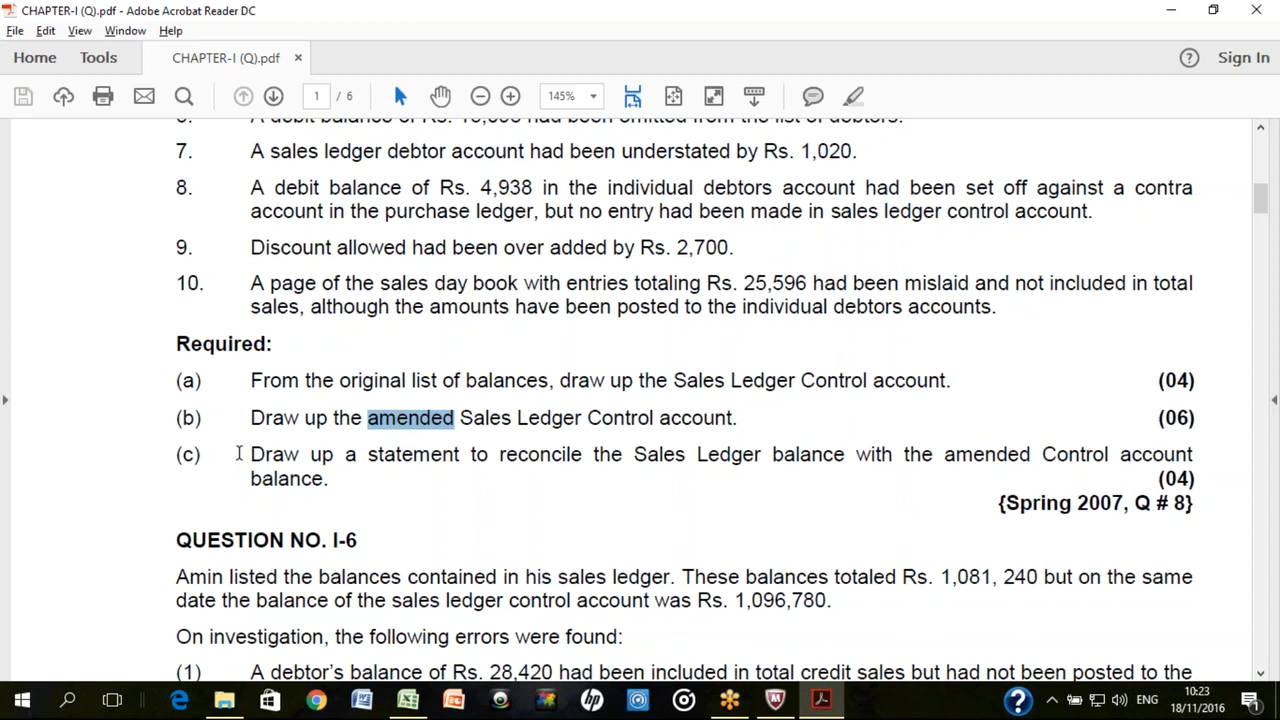 CHAPTER-I (Q).pdf - Adobe Acrobat Reader DC
File Edit View Window Help
Home Tools CHAPTER-I (Q).pdf × ? Sign In
1 / 6 145%
7. A sales ledger debtor account had been understated by Rs. 1,020.
8. A debit balance of Rs. 4,938 in the individual debtors account had been set off against a contra
account in the purchase ledger, but no entry had been made in sales ledger control account.
9. Discount allowed had been over added by Rs. 2,700.
10. A page of the sales day book with entries totaling Rs. 25,596 had been mislaid and not included in total
sales, although the amounts have been posted to the individual debtors accounts.
Required:
(a) From the original list of balances, draw up the Sales Ledger Control account. (04)
(b) Draw up the amended Sales Ledger Control account. (06)
(c) Draw up a statement to reconcile the Sales Ledger balance with the amended Control account
balance. (04)
{Spring 2007, Q # 8}
QUESTION NO. I-6
Amin listed the balances contained in his sales ledger. These balances totaled Rs. 1,081, 240 but on the same
date the balance of the sales ledger control account was Rs. 1,096,780.
On investigation, the following errors were found:
(1) A debtor's balance of Rs. 28,420 had been included in total credit sales but had not been posted to the
ENG 10:23
18/11/2016